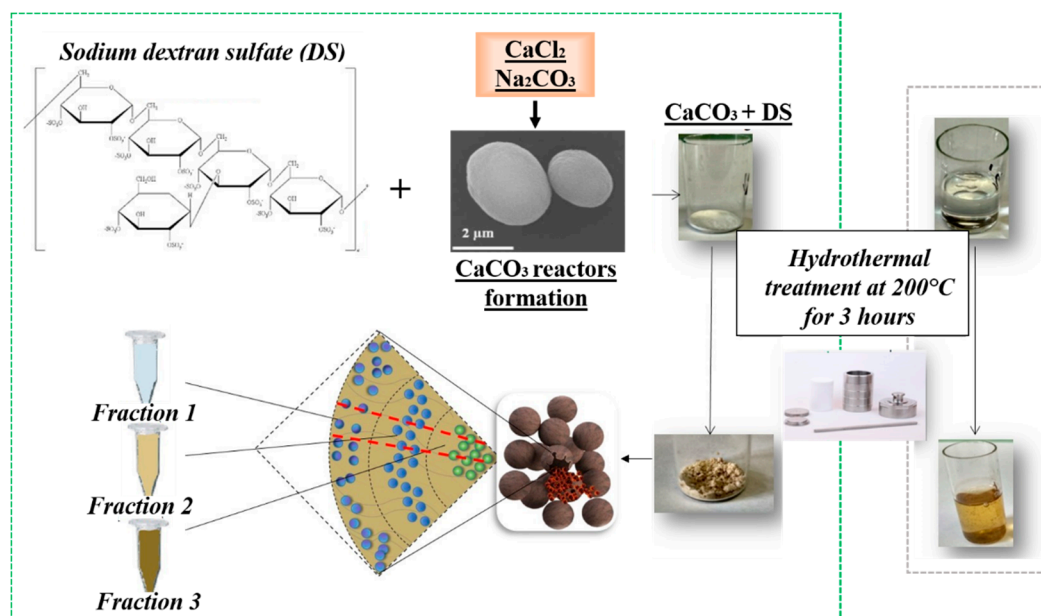 Sodium dextran sulfate (DS)
CaCl₂
Na₂CO₃
CaCO₃ + DS
+
2 µm
CaCO₃ reactors
formation
Hydrothermal
treatment at 200°C
for 3 hours
Fraction 1
Fraction 2
Fraction 3